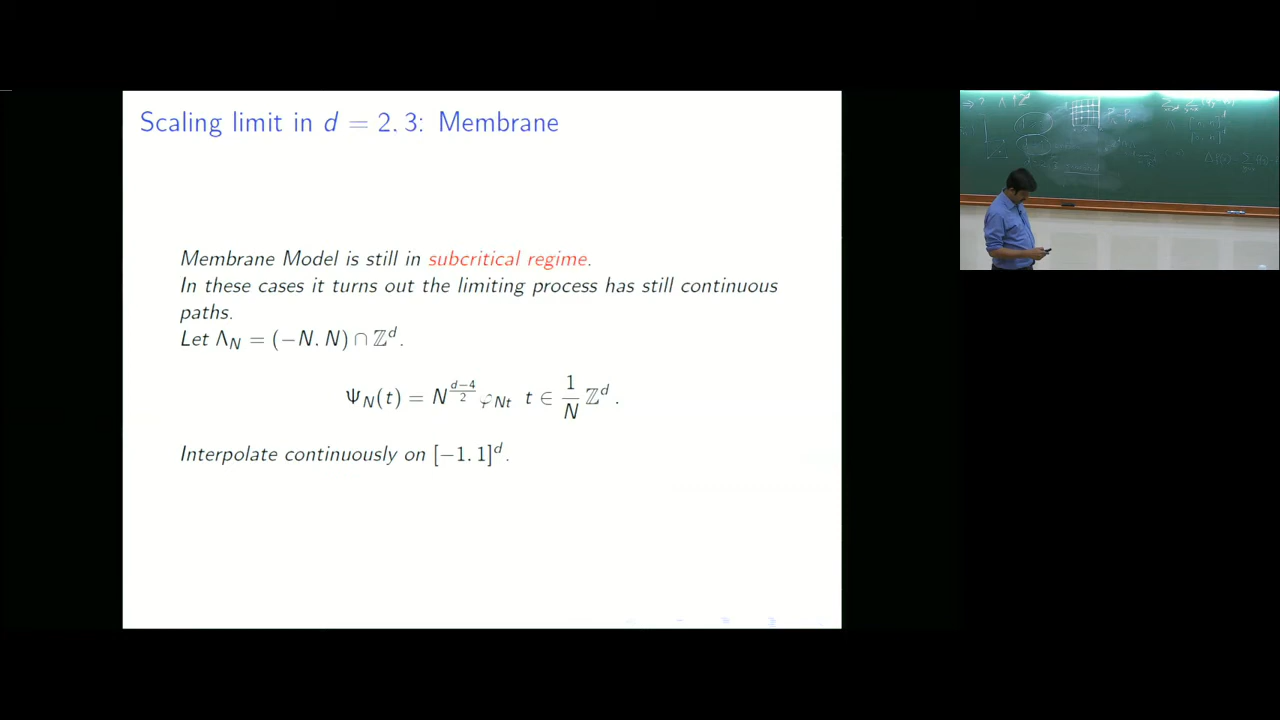 Scaling limit in d = 2, 3: Membrane
Membrane Model is still in subcritical regime.
In these cases it turns out the limiting process has still continuous
paths.
Let Λ_N = (−N, N) ∩ ℤ^d.
Ψ_N(t) = N^{\frac{d−4}{2}} φ_{Nt} t ∈ \frac{1}{N} ℤ^d.
Interpolate continuously on [−1, 1]^d.